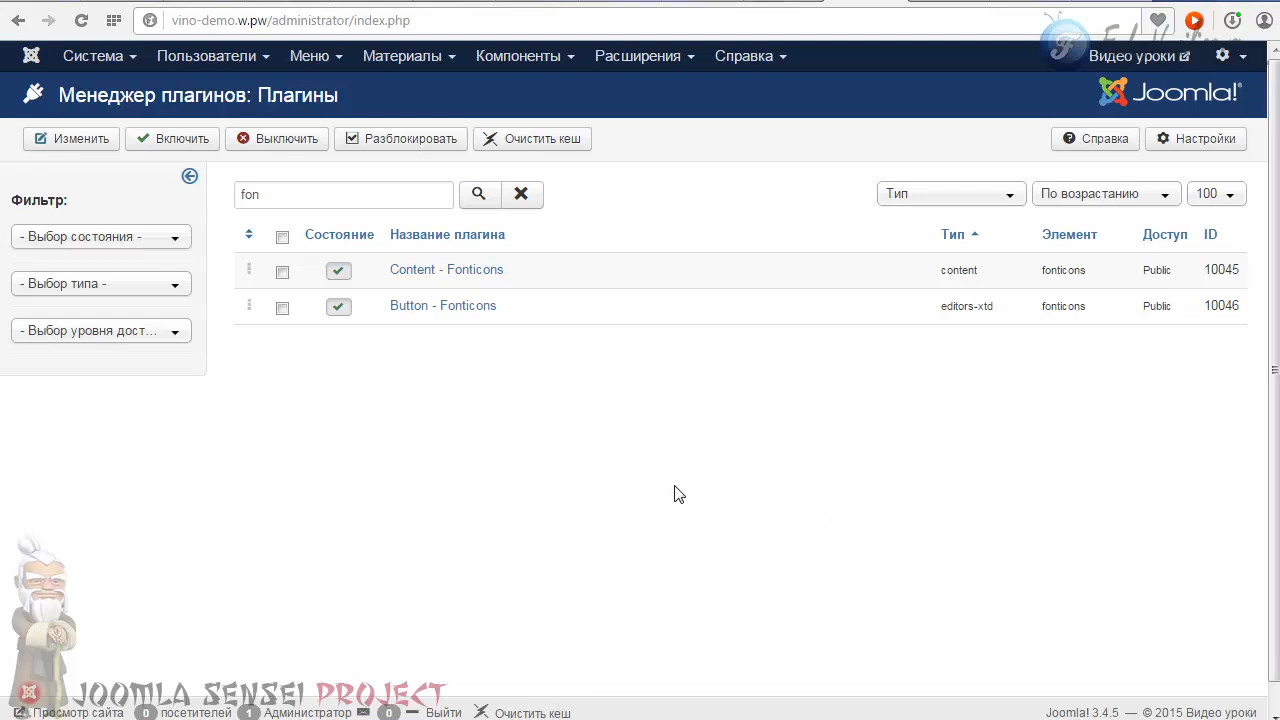 vino-demo.w.pw/administrator/index.php
Система Пользователи Меню Материалы Компоненты Расширения Справка Видео уроки
Менеджер плагинов: Плагины
Joomla!
Изменить Включить Выключить Разблокировать Очистить кеш Справка Настройки
Фильтр:
- Выбор состояния -
- Выбор типа -
- Выбор уровня дост...
fon Тип По возрастанию 100
Состояние Название плагина Тип Элемент Доступ ID
Content - Fonticons content fonticons Public 10045
Button - Fonticons editors-xtd fonticons Public 10046
JOOMLA SENSEI PROJECT
Просмотр сайта 0 посетителей 1 Администратор 0 Выйти Очистить кеш Joomla! 3.4.5 — © 2015 Видео уроки